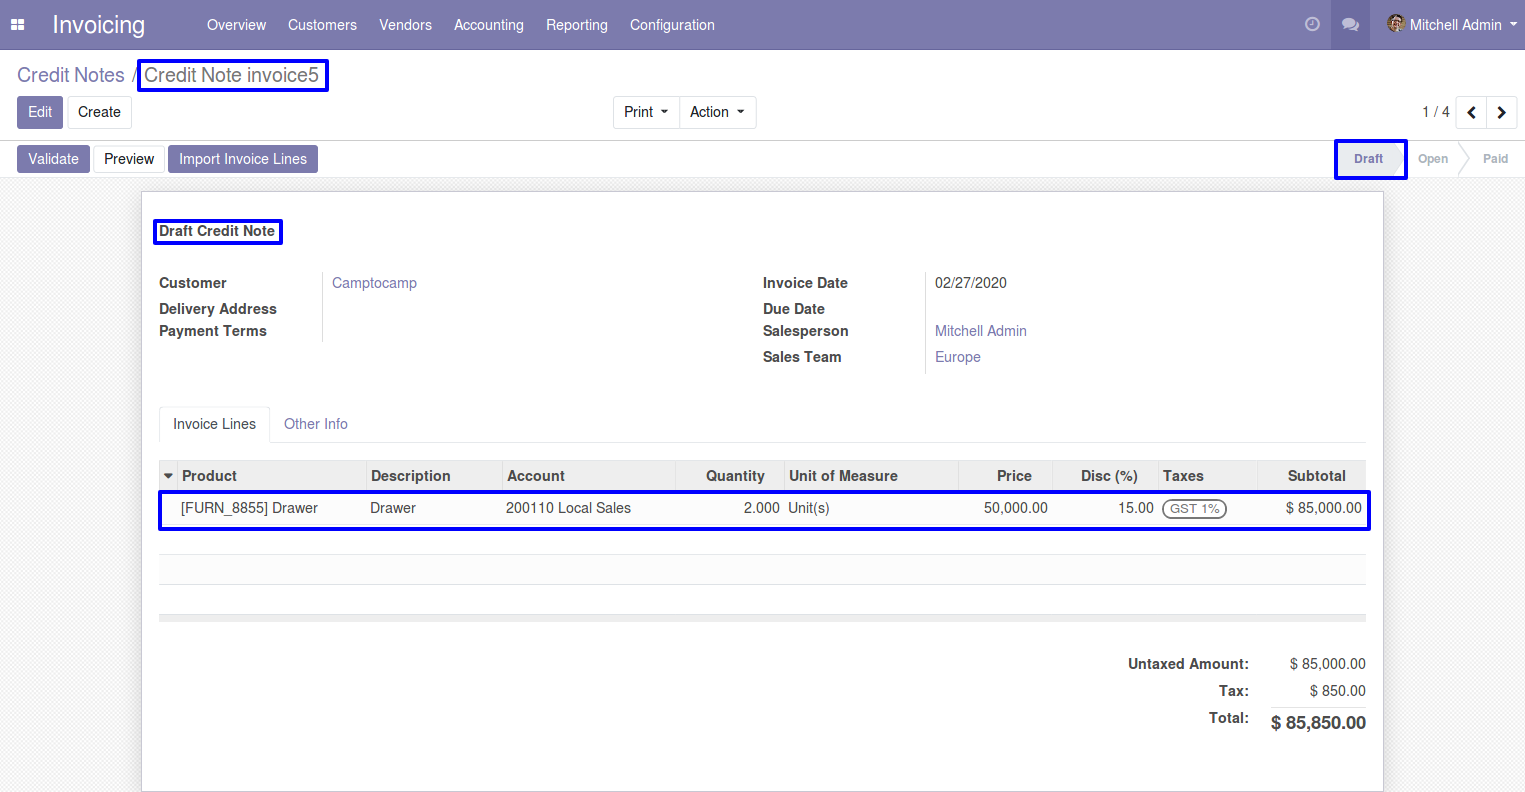 Invoicing Overview Customers Vendors Accounting Reporting Configuration Mitchell Admin
Credit Notes / Credit Note invoice5
Edit Create Print Action 1 / 4
Validate Preview Import Invoice Lines Draft Open Paid
Draft Credit Note
Customer Camptocamp Invoice Date 02/27/2020
Delivery Address Due Date
Payment Terms Salesperson Mitchell Admin
Sales Team Europe
Invoice Lines Other Info
Product Description Account Quantity Unit of Measure Price Disc (%) Taxes Subtotal
[FURN_8855] Drawer Drawer 200110 Local Sales 2.000 Unit(s) 50,000.00 15.00 GST 1% $ 85,000.00
Untaxed Amount: $ 85,000.00
Tax: $ 850.00
Total: $ 85,850.00